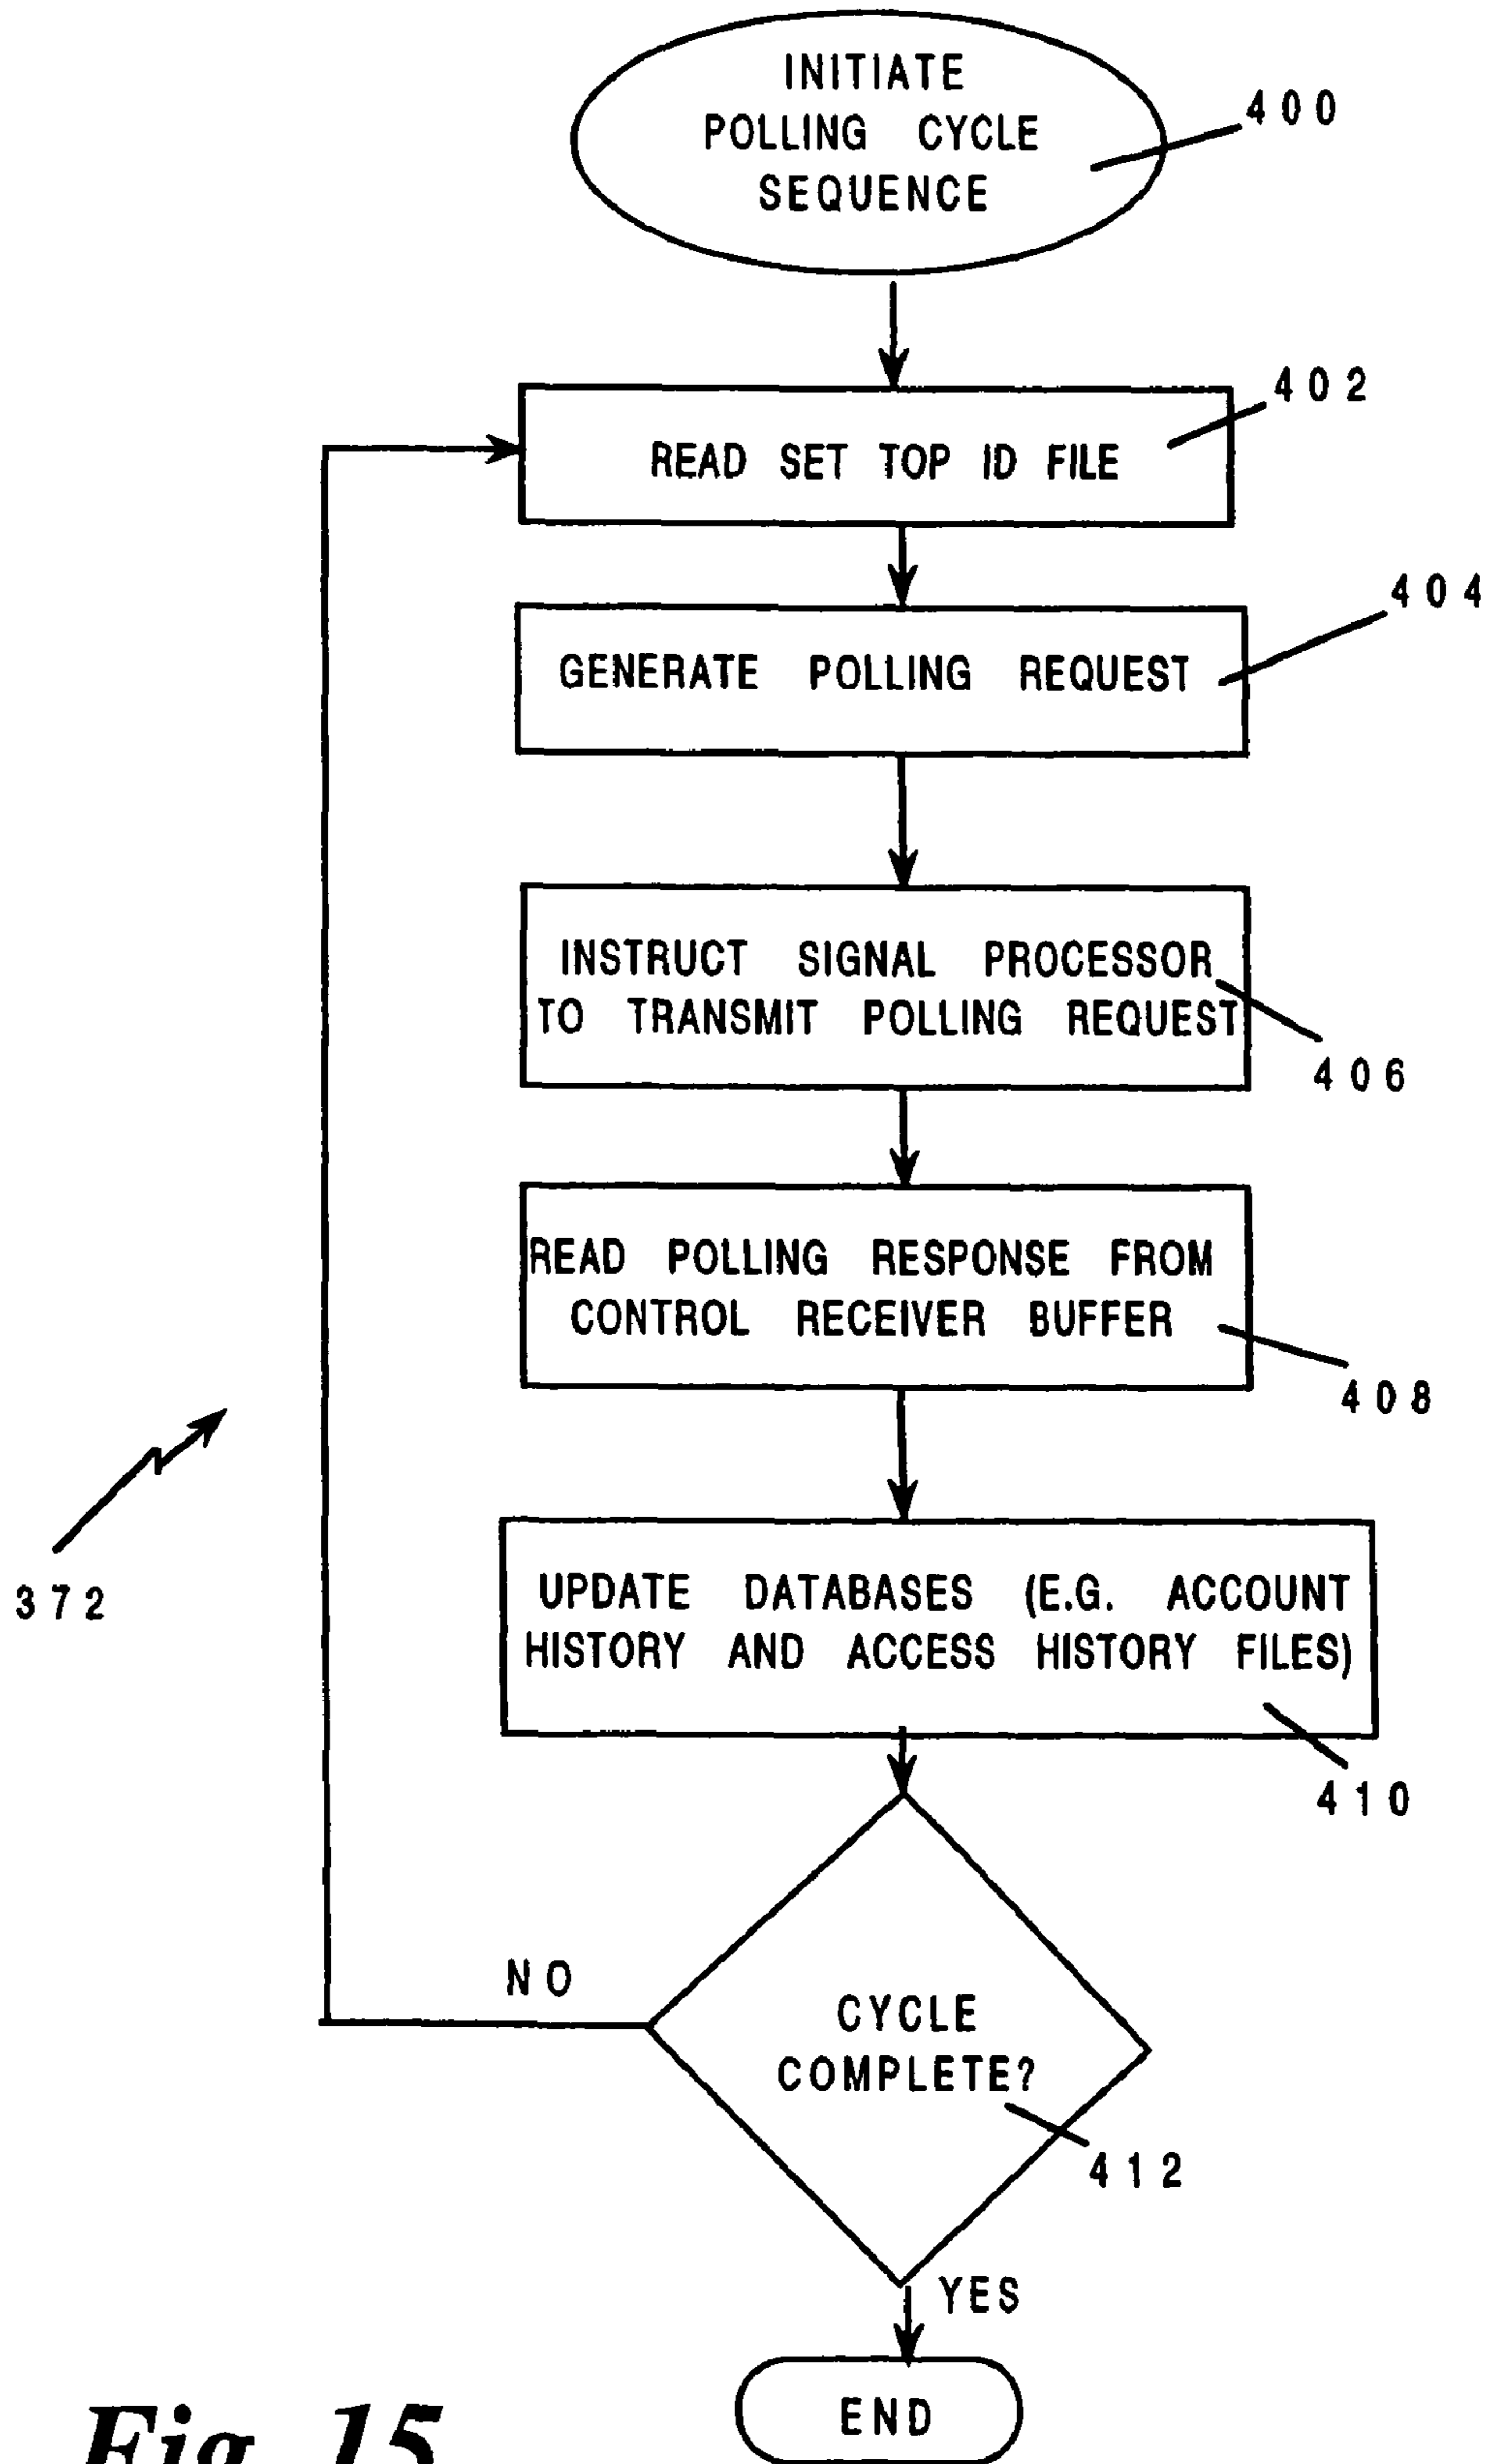 INITIATE
POLLING CYCLE
SEQUENCE
400
READ SET TOP ID FILE
402
GENERATE POLLING REQUEST
404
INSTRUCT SIGNAL PROCESSOR
TO TRANSMIT POLLING REQUEST
406
READ POLLING RESPONSE FROM
CONTROL RECEIVER BUFFER
408
372
UPDATE DATABASES (E.G. ACCOUNT
HISTORY AND ACCESS HISTORY FILES)
410
NO
CYCLE
COMPLETE?
412
YES
END
Fig. 15